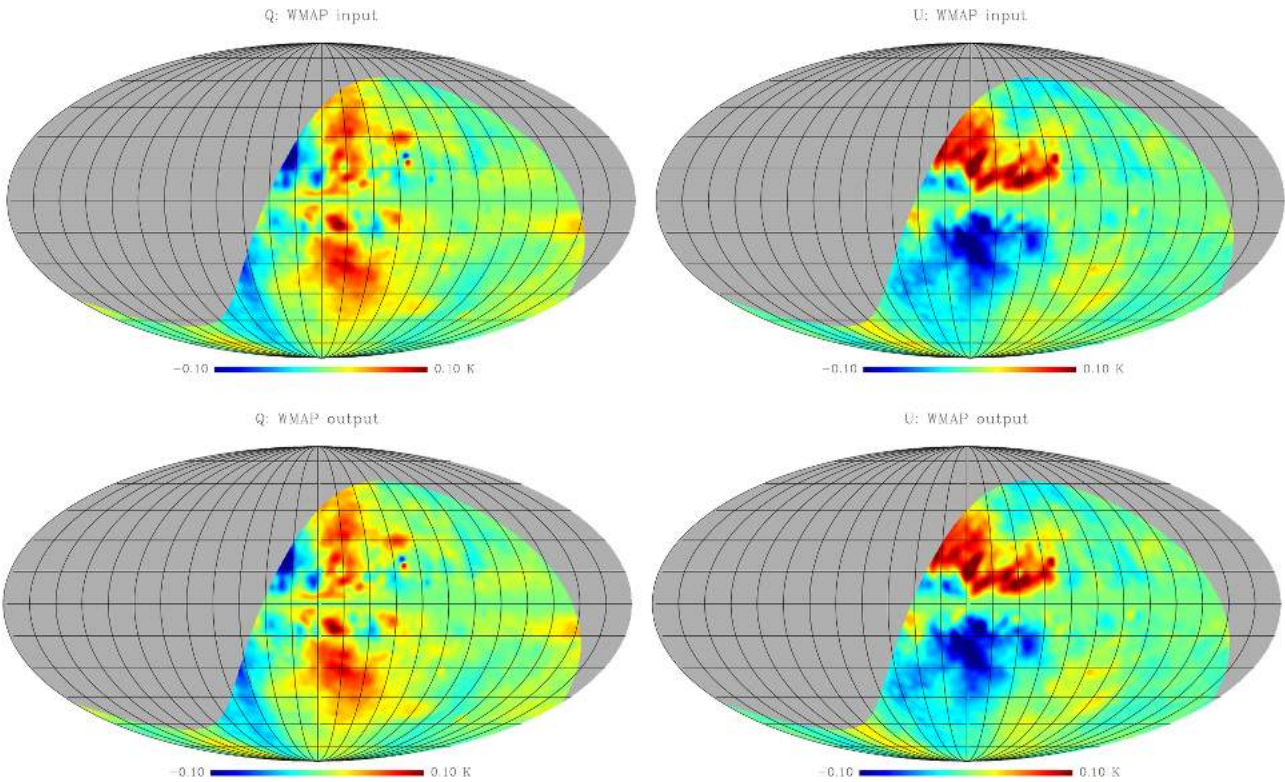 Q: WMAP input
U: WMAP input
−0.10 0.10 K
−0.10 0.10 K
Q: WMAP output
U: WMAP output
−0.10 0.10 K
−0.10 0.10 K